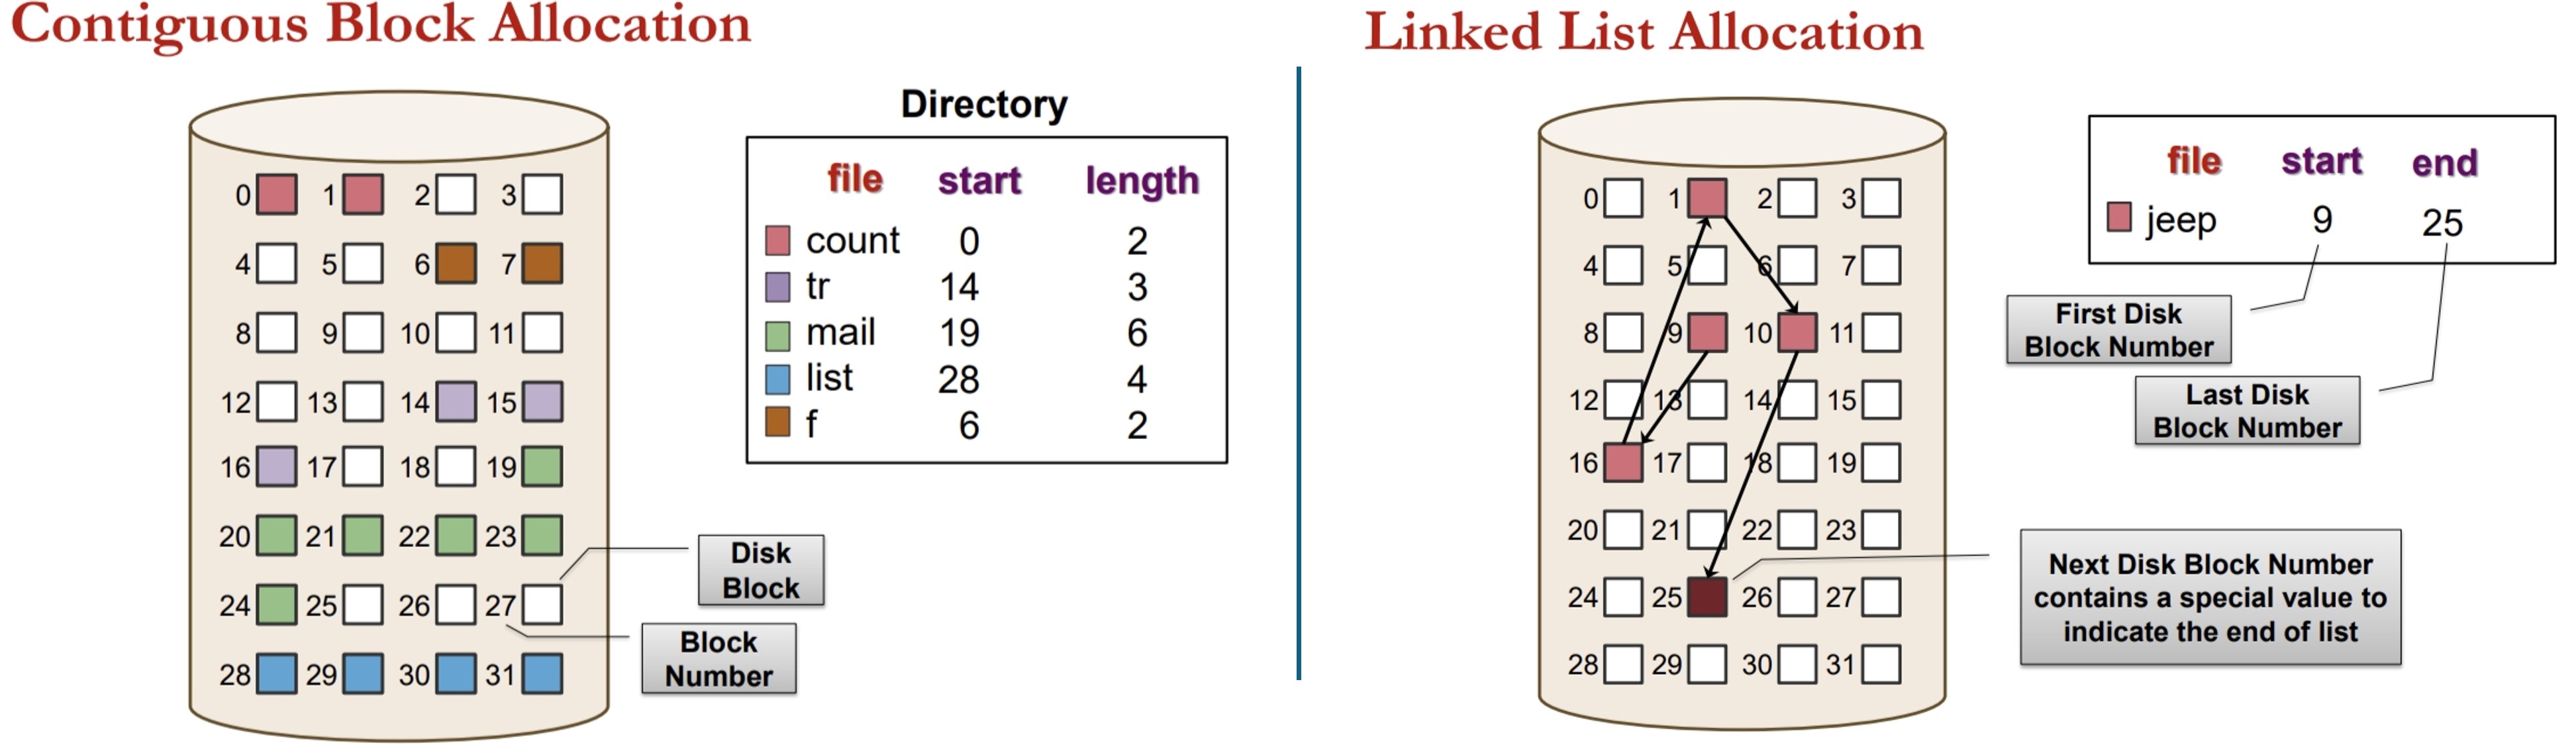 Contiguous Block Allocation
Directory
file start length
count 0 2
tr 14 3
mail 19 6
list 28 4
f 6 2
0 1 2 3
4 5 6 7
8 9 10 11
12 13 14 15
16 17 18 19
20 21 22 23
24 25 26 27
28 29 30 31
Disk
Block
Block
Number
Linked List Allocation
file start end
jeep 9 25
First Disk
Block Number
Last Disk
Block Number
0 1 2 3
4 5 6 7
8 9 10 11
12 13 14 15
16 17 18 19
20 21 22 23
24 25 26 27
28 29 30 31
Next Disk Block Number
contains a special value to
indicate the end of list